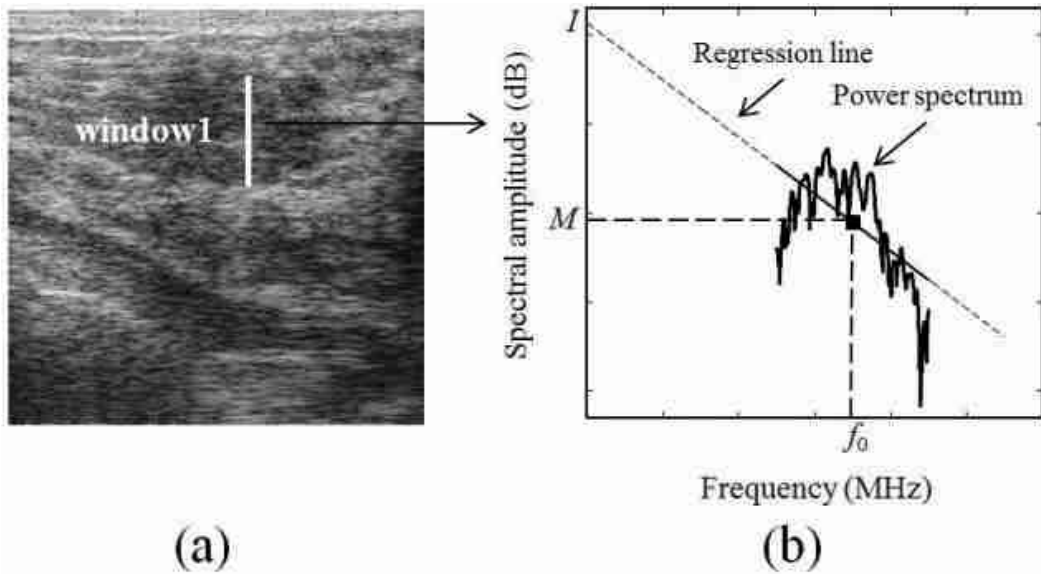 window1
(a)
I
M
Spectral amplitude (dB)
Regression line
Power spectrum
f0
Frequency (MHz)
(b)